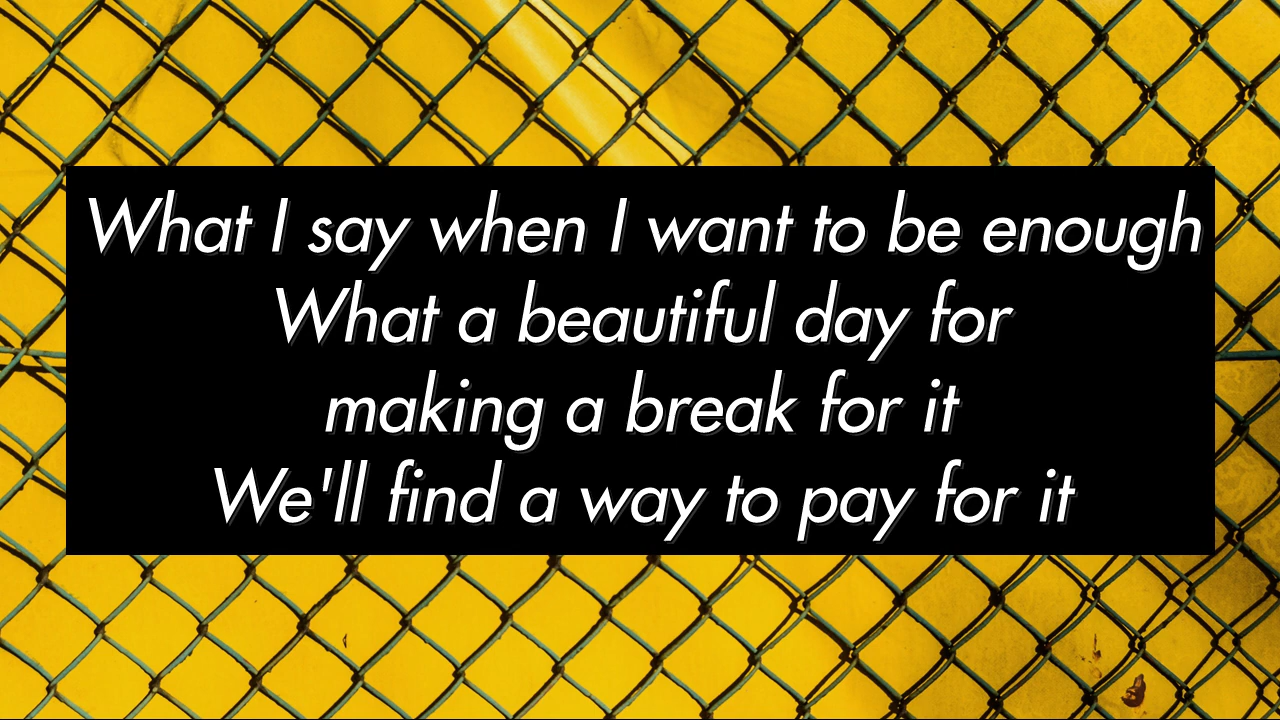 What I say when I want to be enough
What a beautiful day for
making a break for it
We'll find a way to pay for it